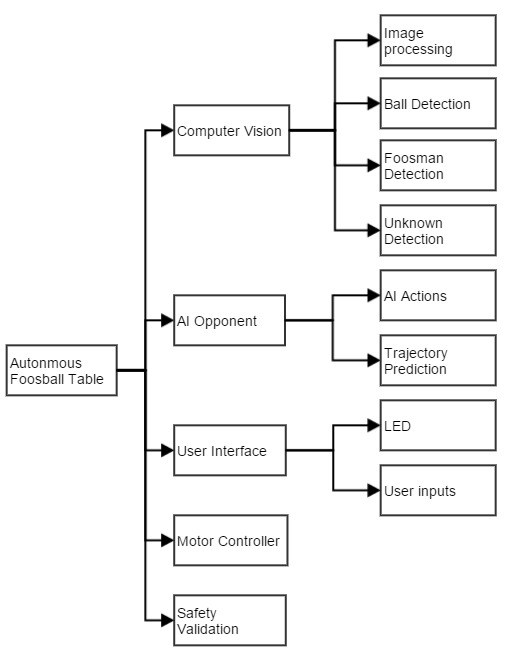 Image
processing
Computer Vision
Ball Detection
Foosman
Detection
Unknown
Detection
AI Opponent
AI Actions
Trajectory
Prediction
Autonmous
Foosball Table
User Interface
LED
User inputs
Motor Controller
Safety
Validation